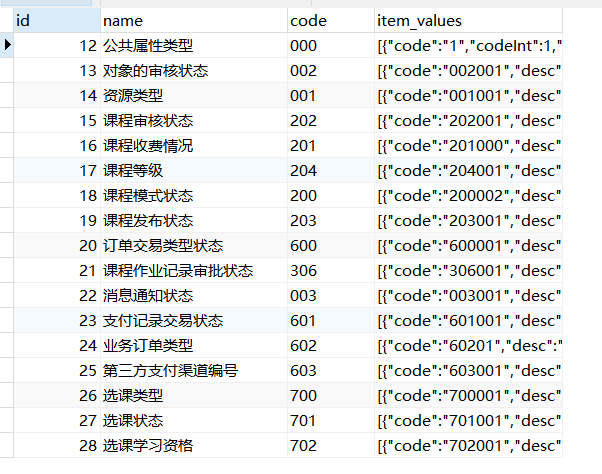 id name code item_values
12 公共属性类型 000 [{"code":"1","codeInt":1,"
13 对象的审核状态 002 [{"code":"002001","desc"
14 资源类型 001 [{"code":"001001","desc"
15 课程审核状态 202 [{"code":"202001","desc"
16 课程收费情况 201 [{"code":"201000","desc"
17 课程等级 204 [{"code":"204001","desc"
18 课程模式状态 200 [{"code":"200002","desc"
19 课程发布状态 203 [{"code":"203001","desc"
20 订单交易类型状态 600 [{"code":"600001","desc"
21 课程作业记录审批状态 306 [{"code":"306001","desc"
22 消息通知状态 003 [{"code":"003001","desc"
23 支付记录交易状态 601 [{"code":"601001","desc"
24 业务订单类型 602 [{"code":"60201","desc":"
25 第三方支付渠道编号 603 [{"code":"603001","desc"
26 选课类型 700 [{"code":"700001","desc"
27 选课状态 701 [{"code":"701001","desc"
28 选课学习资格 702 [{"code":"702001","desc"